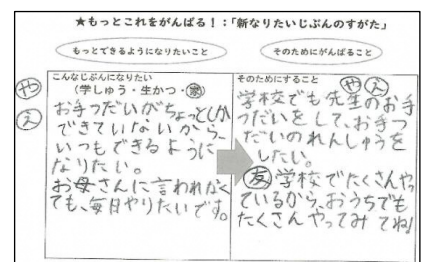 ★もっとこれをがんばる！：「新なりたいじぶんのすがた」
もっとできるようになりたいこと
そのためにがんばること
や
え
こんなじぶんになりたい
（学しゅう・生かつ・家）
お手つだいがちょっとしか
できていないから
いつもできるように
なりたい。
お母さんに言われなく
ても、毎日やりたいです。
そのためにすること
や え
学校でも先生のお手
つだいをして、お手つ
だいのれんしゅうを
したい。
友 学校でたくさんやっ
ているから、おうちでも
たくさんやってみてね！